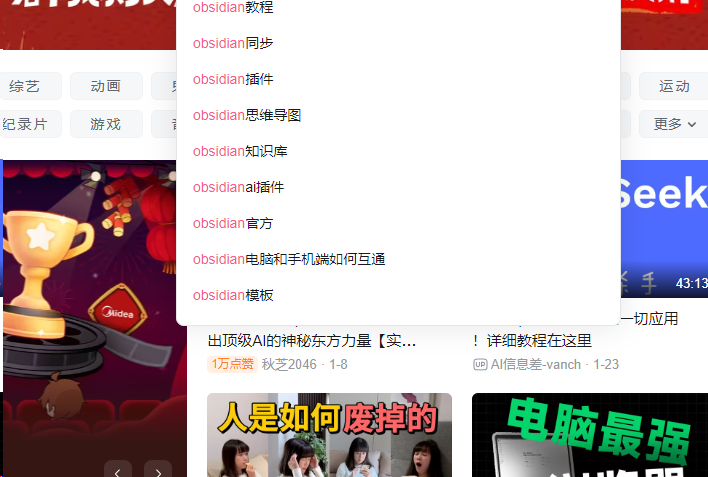 obsidian教程
obsidian同步
obsidian插件
obsidian思维导图
obsidian知识库
obsidianai插件
obsidian官方
obsidian电脑和手机端如何互通
obsidian模板
综艺
动画
运动
纪录片
游戏
更多
Midea
Seek
杀手
43:13
出顶级AI的神秘东方力量【实...
1万点赞 秋芝2046 · 1-8
一切应用
！详细教程在这里
UP AI信息差-vanch · 1-23
人是如何废掉的
电脑最强